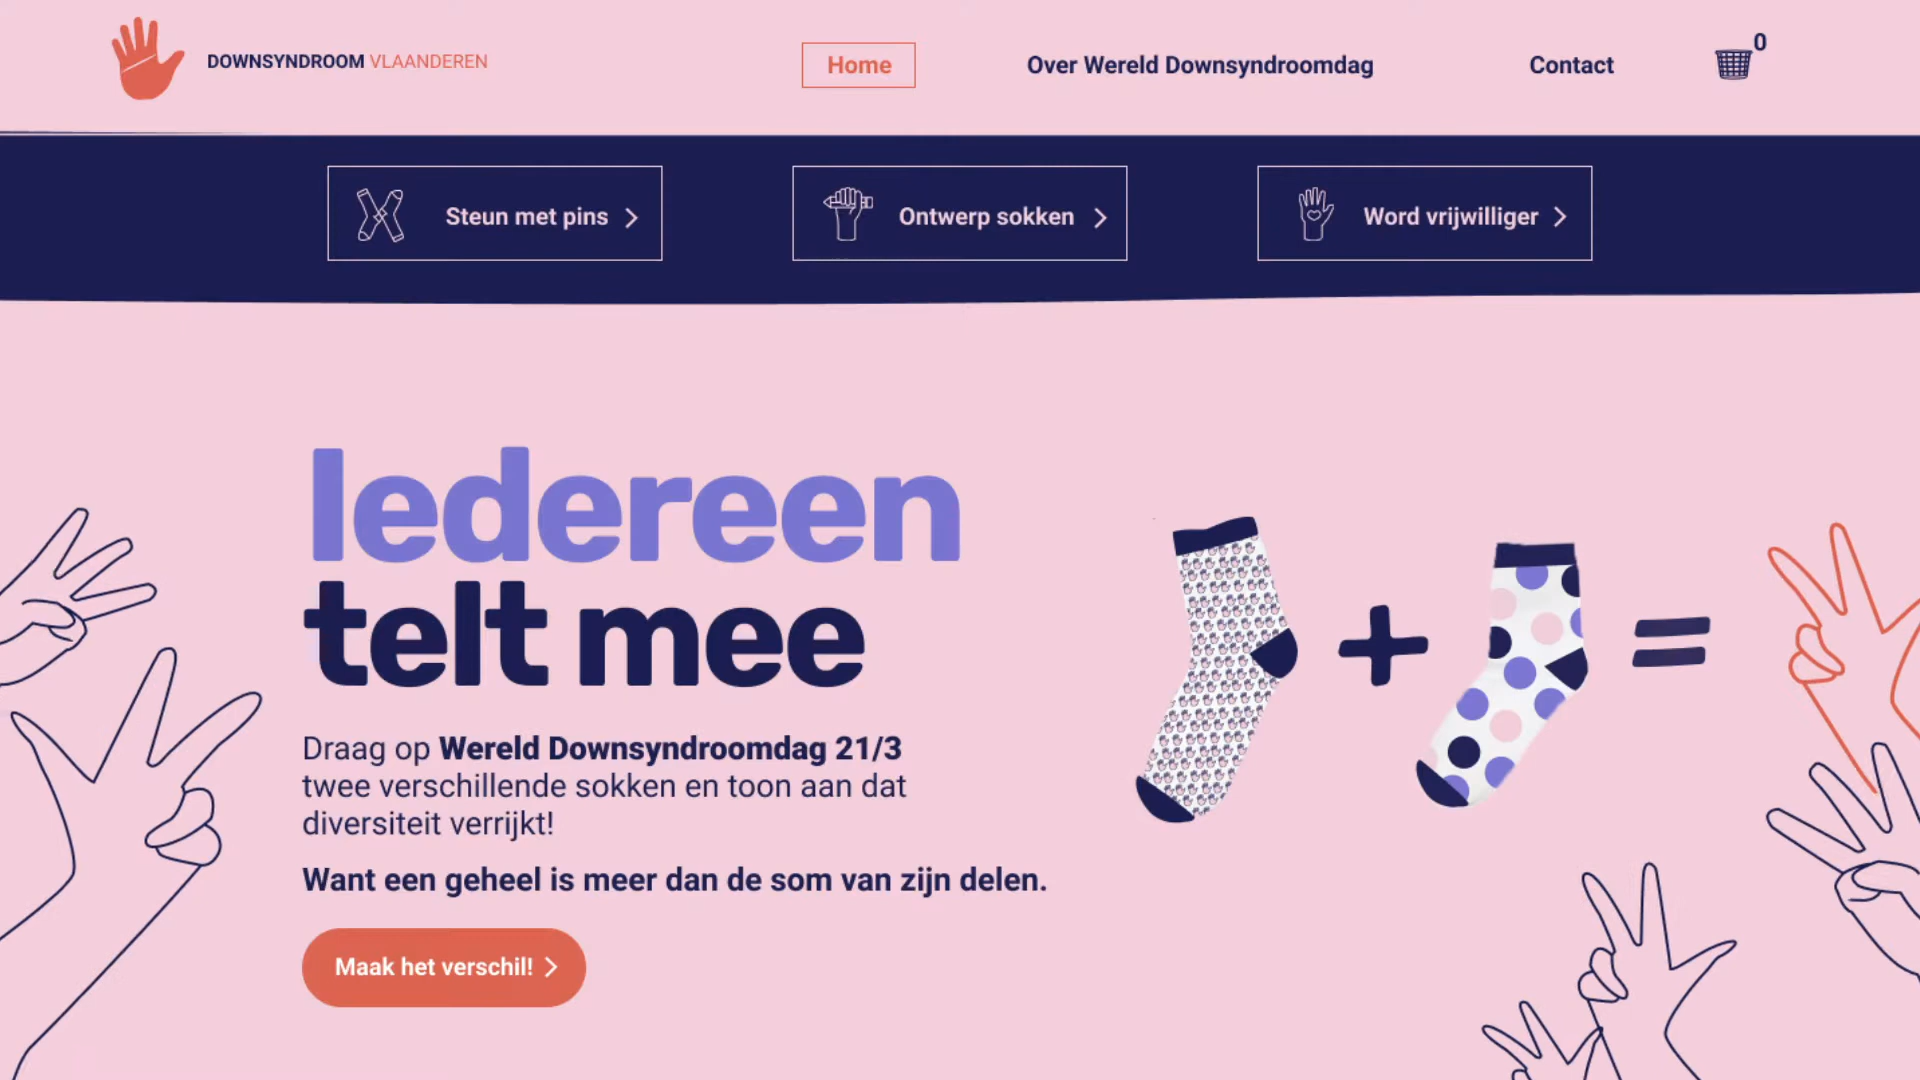 DOWNSYNDROOM VLAANDEREN
Home
Over Wereld Downsyndroomdag
Contact
0
Steun met pins
Ontwerp sokken
Word vrijwilliger
Iedereen
telt mee
Draag op Wereld Downsyndroomdag 21/3
twee verschillende sokken en toon aan dat
diversiteit verrijkt!
Want een geheel is meer dan de som van zijn delen.
Maak het verschil!